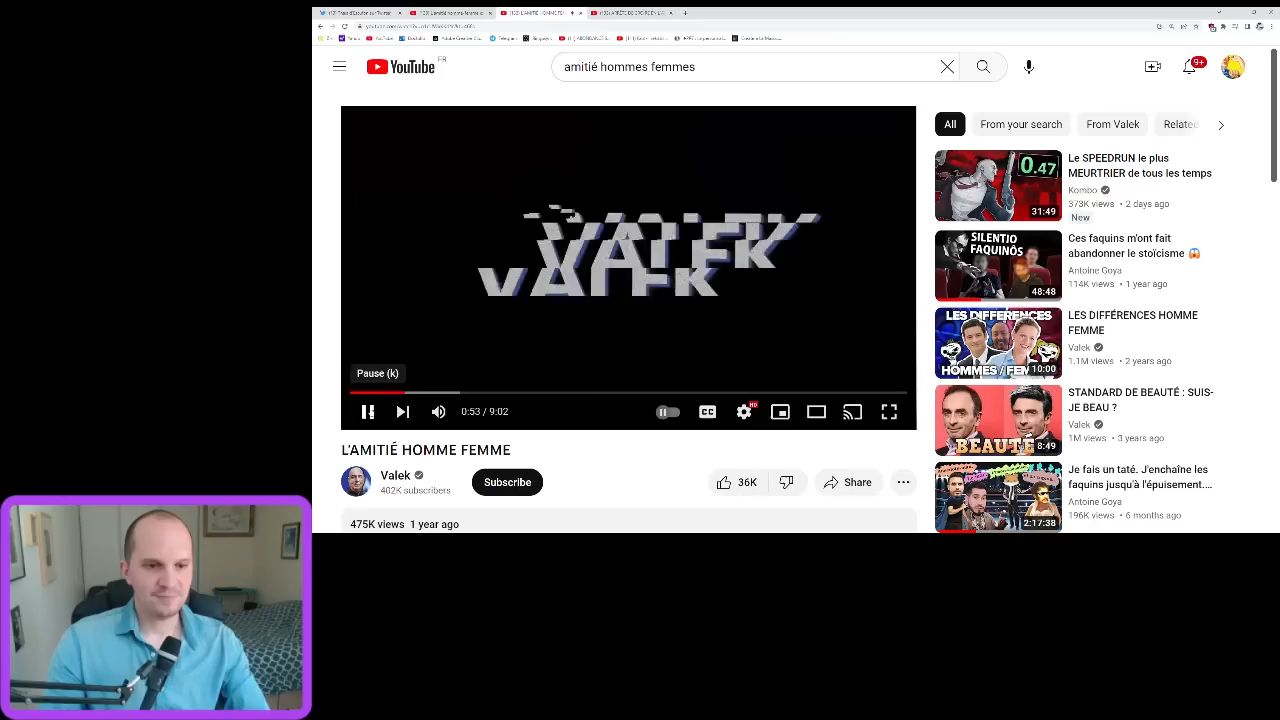 YouTube FR
amitié hommes femmes
9+
VALEK
VALEK
Pause (k)
0:53 / 9:02
CC
HD
L'AMITIÉ HOMME FEMME
Valek
402K subscribers
Subscribe
36K
Share
475K views 1 year ago
All
From your search
From Valek
Related
0.47
31:49
Le SPEEDRUN le plus
MEURTRIER de tous les temps
Kombo
373K views • 2 days ago
New
SILENTIO
FAQUINŌS
48:48
Ces faquins m'ont fait
abandonner le stoïcisme
Antoine Goya
114K views • 1 year ago
LES DIFFÉRENCES
HOMMES / FEM
10:00
LES DIFFÉRENCES HOMME
FEMME
Valek
1.1M views • 2 years ago
BEAUTÉ
8:49
STANDARD DE BEAUTÉ : SUIS-
JE BEAU ?
Valek
1M views • 3 years ago
2:17:38
Je fais un taté. J'enchaîne les
faquins jusqu'à l'épuisement....
Antoine Goya
196K views • 6 months ago